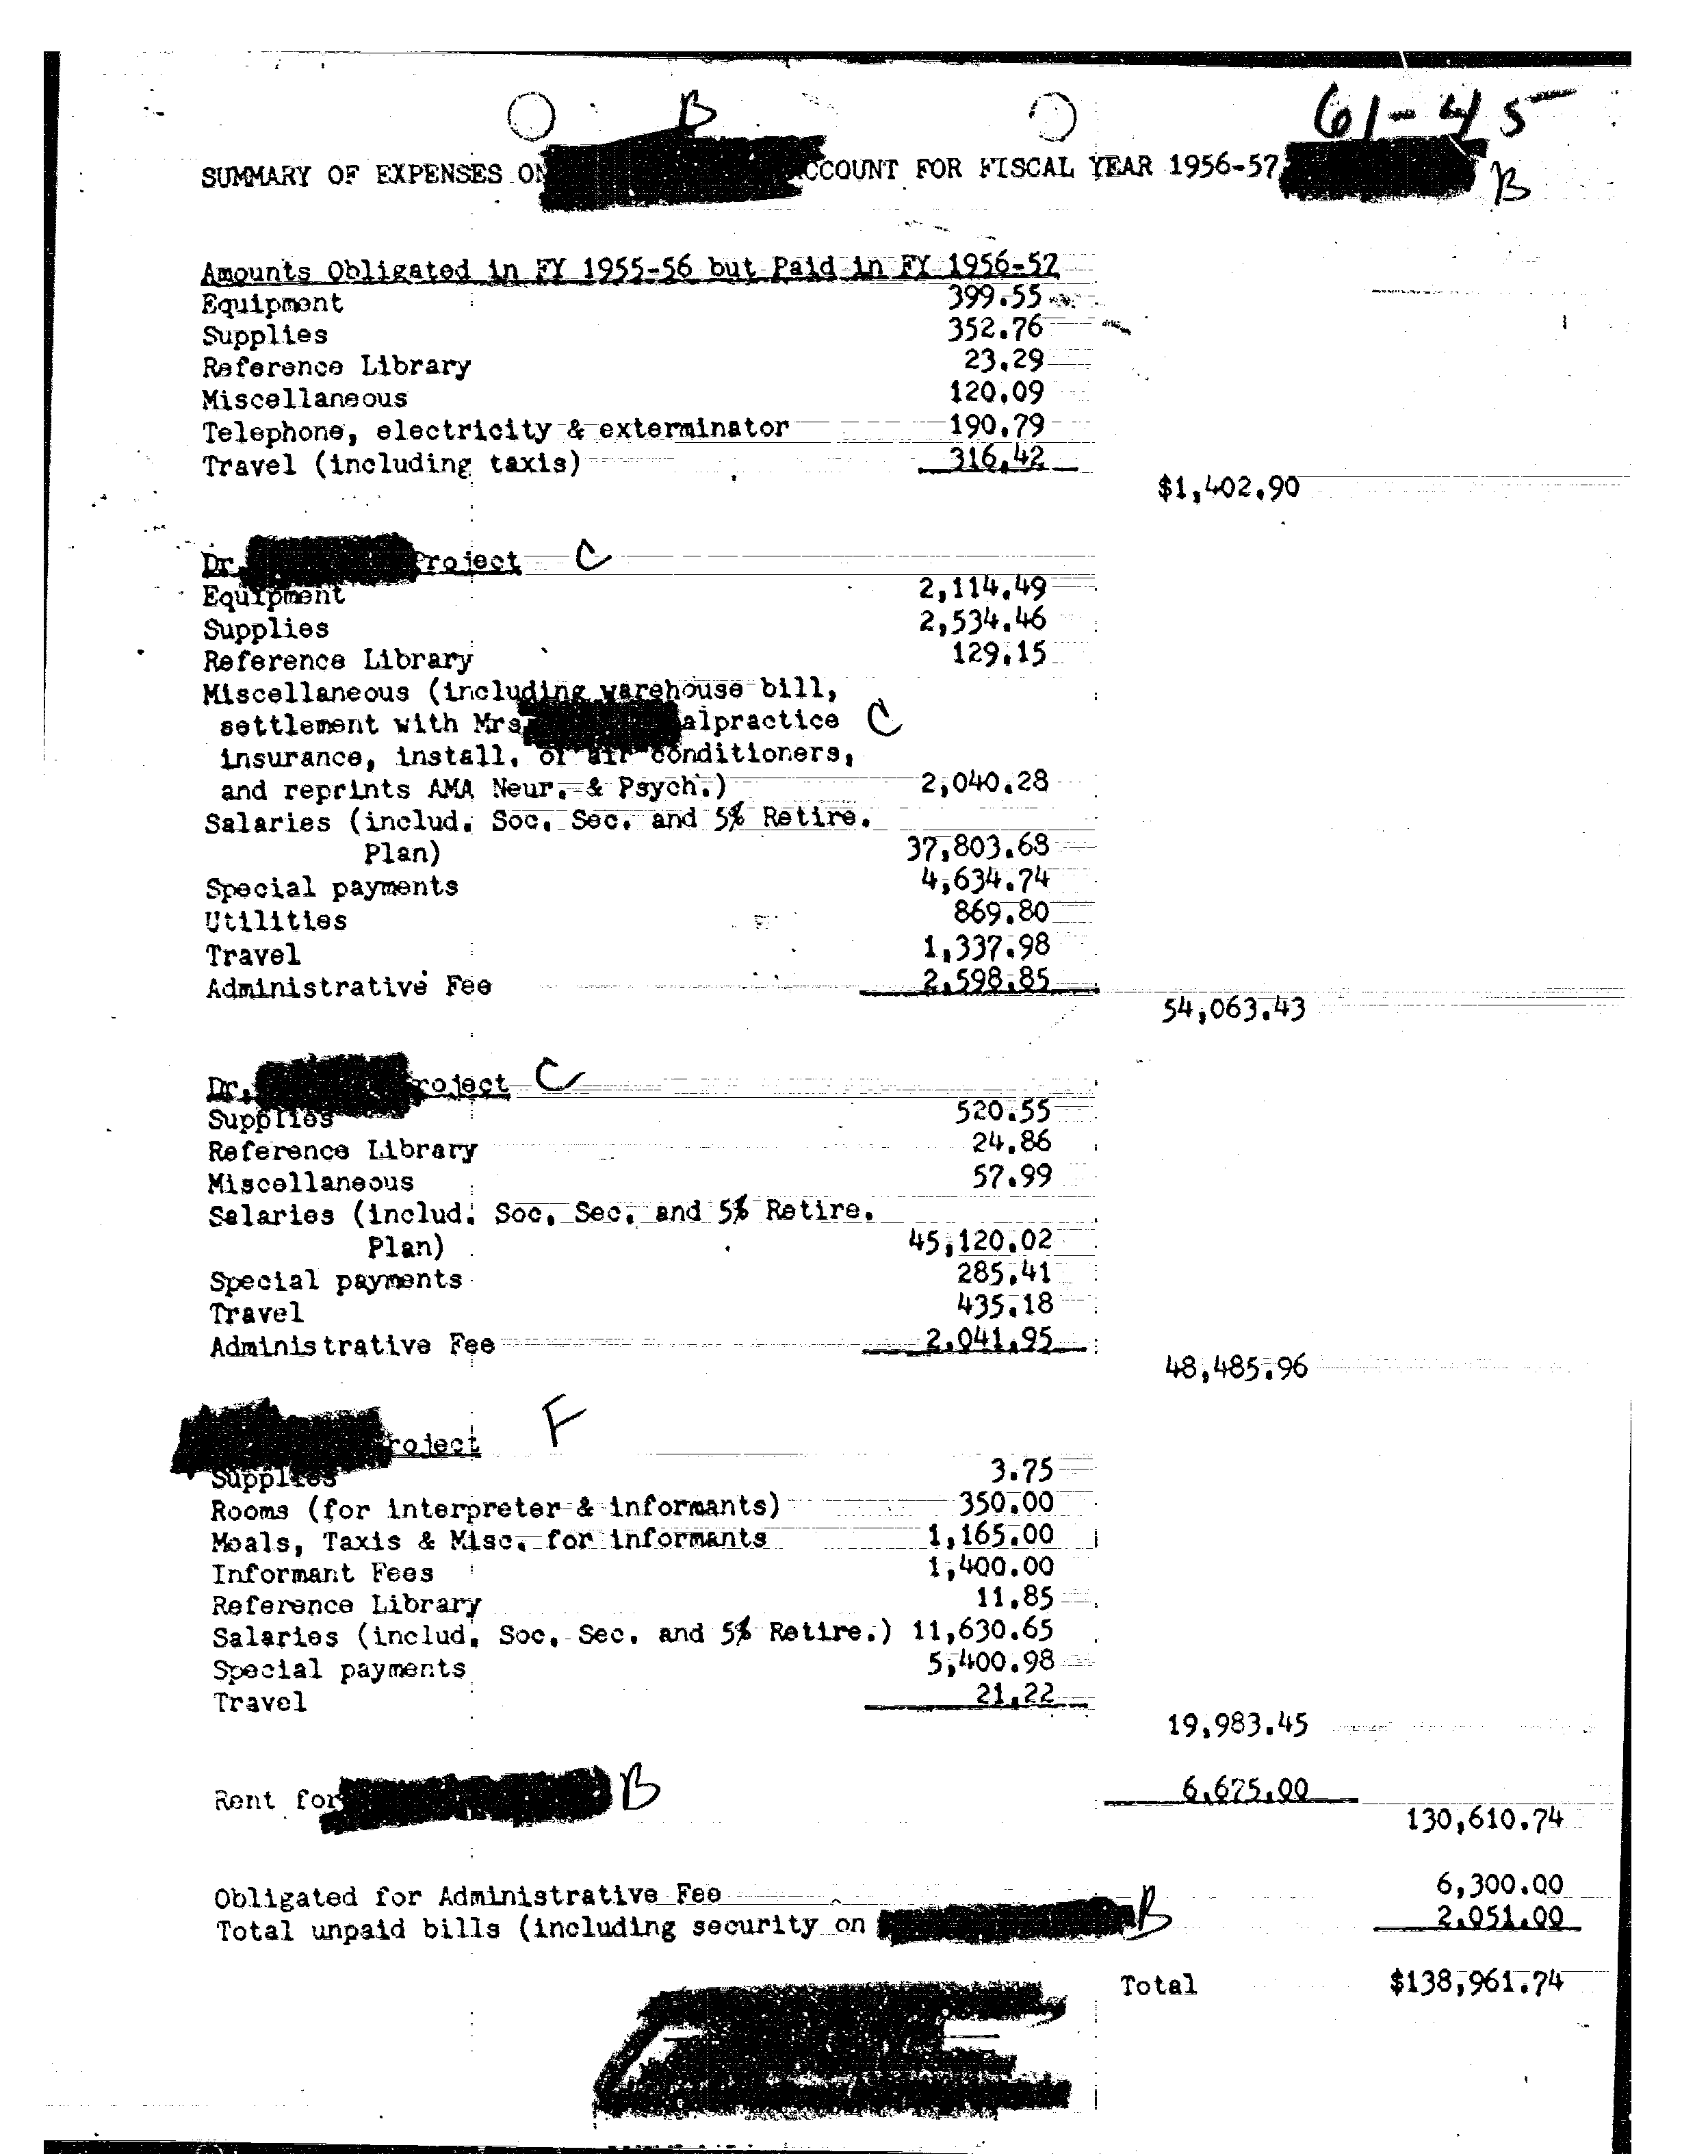 B
61-45
SUMMARY OF EXPENSES ON CCOUNT FOR FISCAL YEAR 1956-57
B
Amounts Obligated in FY 1955-56 but Paid in FY 1956-57
Equipment 399.55
Supplies 352.76
Reference Library 23.29
Miscellaneous 120.09
Telephone, electricity & exterminator 190.79
Travel (including taxis) 316.42
$1,402.90
Dr. roject C
Equipment 2,114.49
Supplies 2,534.46
Reference Library 129.15
Miscellaneous (including warehouse bill,
settlement with Mrs alpractice C
insurance, install. of air conditioners,
and reprints AMA Neur. & Psych.) 2,040.28
Salaries (includ. Soc. Sec. and 5% Retire.
Plan) 37,803.68
Special payments 4,634.74
Utilities 869.80
Travel 1,337.98
Administrative Fee 2,598.85
54,063.43
Dr. roject C
Supplies 520.55
Reference Library 24.86
Miscellaneous 57.99
Salaries (includ. Soc. Sec. and 5% Retire.
Plan) 45,120.02
Special payments 285.41
Travel 435.18
Administrative Fee 2,041.95
48,485.96
roject F
Supplies 3.75
Rooms (for interpreter & informants) 350.00
Meals, Taxis & Misc. for informants 1,165.00
Informant Fees 1,400.00
Reference Library 11.85
Salaries (includ. Soc. Sec. and 5% Retire.) 11,630.65
Special payments 5,400.98
Travel 21.22
19,983.45
Rent for B 6,675.00
130,610.74
Obligated for Administrative Fee 6,300.00
Total unpaid bills (including security on B 2,051.00
Total $138,961.74